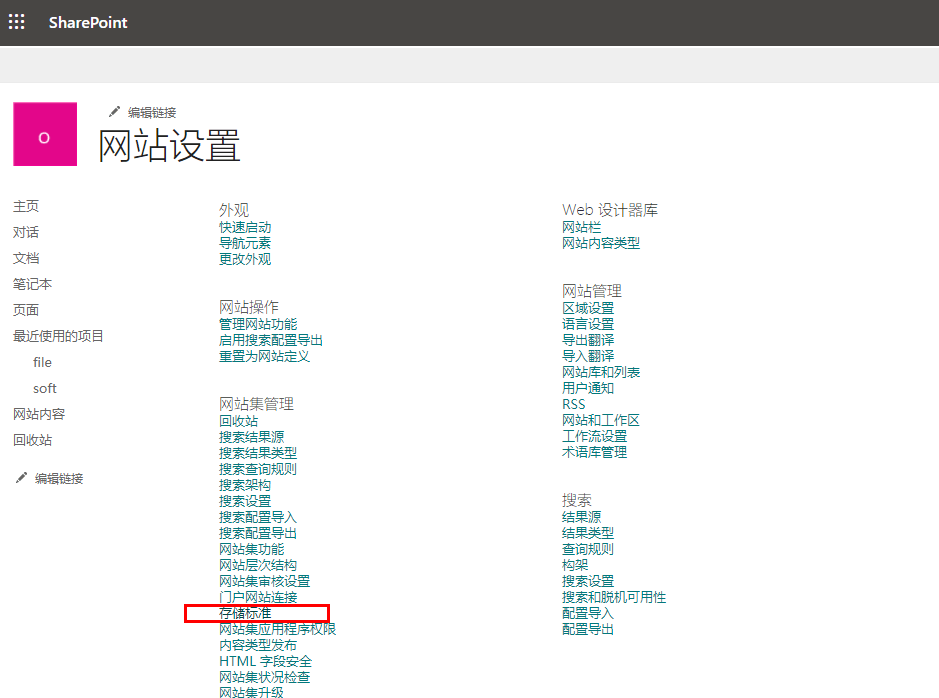 SharePoint
O
编辑链接
网站设置
主页
对话
文档
笔记本
页面
最近使用的项目
file
soft
网站内容
回收站
编辑链接
外观
快速启动
导航元素
更改外观
网站操作
管理网站功能
启用搜索配置导出
重置为网站定义
网站集管理
回收站
搜索结果源
搜索结果类型
搜索查询规则
搜索架构
搜索设置
搜索配置导入
搜索配置导出
网站集功能
网站层次结构
网站集审核设置
门户网站连接
存储标准
网站集应用程序权限
内容类型发布
HTML 字段安全
网站集状况检查
网站集升级
Web 设计器库
网站栏
网站内容类型
网站管理
区域设置
语言设置
导出翻译
导入翻译
网站库和列表
用户通知
RSS
网站和工作区
工作流设置
术语库管理
搜索
结果源
结果类型
查询规则
构架
搜索设置
搜索和脱机可用性
配置导入
配置导出